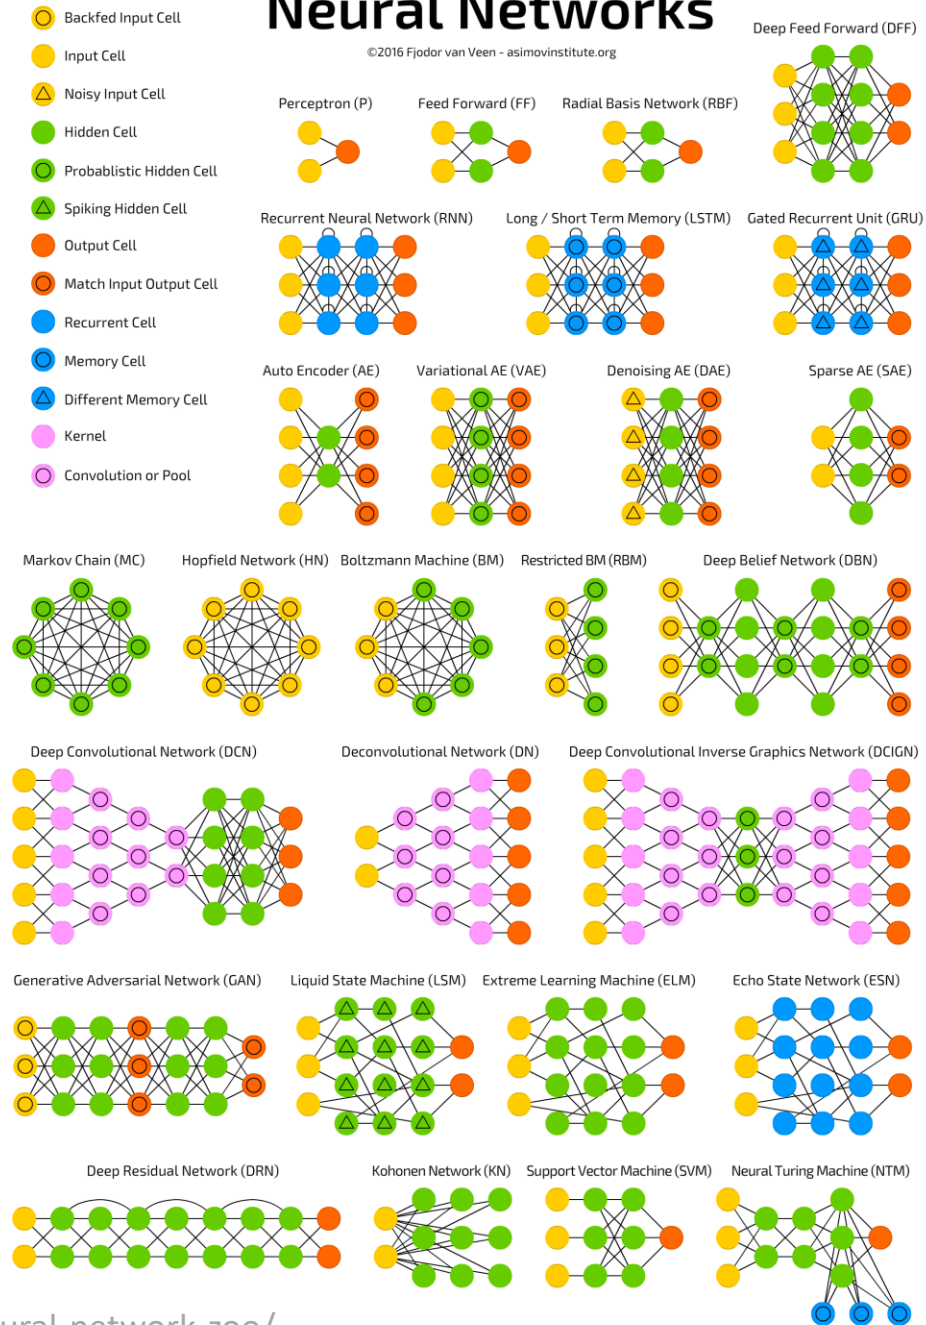 Neural Networks
©2016 Fjodor van Veen - asimovinstitute.org
Backfed Input Cell
Input Cell
Noisy Input Cell
Hidden Cell
Probablistic Hidden Cell
Spiking Hidden Cell
Output Cell
Match Input Output Cell
Recurrent Cell
Memory Cell
Different Memory Cell
Kernel
Convolution or Pool
Deep Feed Forward (DFF)
Perceptron (P)
Feed Forward (FF)
Radial Basis Network (RBF)
Recurrent Neural Network (RNN)
Long / Short Term Memory (LSTM)
Gated Recurrent Unit (GRU)
Auto Encoder (AE)
Variational AE (VAE)
Denoising AE (DAE)
Sparse AE (SAE)
Markov Chain (MC)
Hopfield Network (HN)
Boltzmann Machine (BM)
Restricted BM (RBM)
Deep Belief Network (DBN)
Deep Convolutional Network (DCN)
Deconvolutional Network (DN)
Deep Convolutional Inverse Graphics Network (DCIGN)
Generative Adversarial Network (GAN)
Liquid State Machine (LSM)
Extreme Learning Machine (ELM)
Echo State Network (ESN)
Deep Residual Network (DRN)
Kohonen Network (KN)
Support Vector Machine (SVM)
Neural Turing Machine (NTM)
ural-network-zoo/